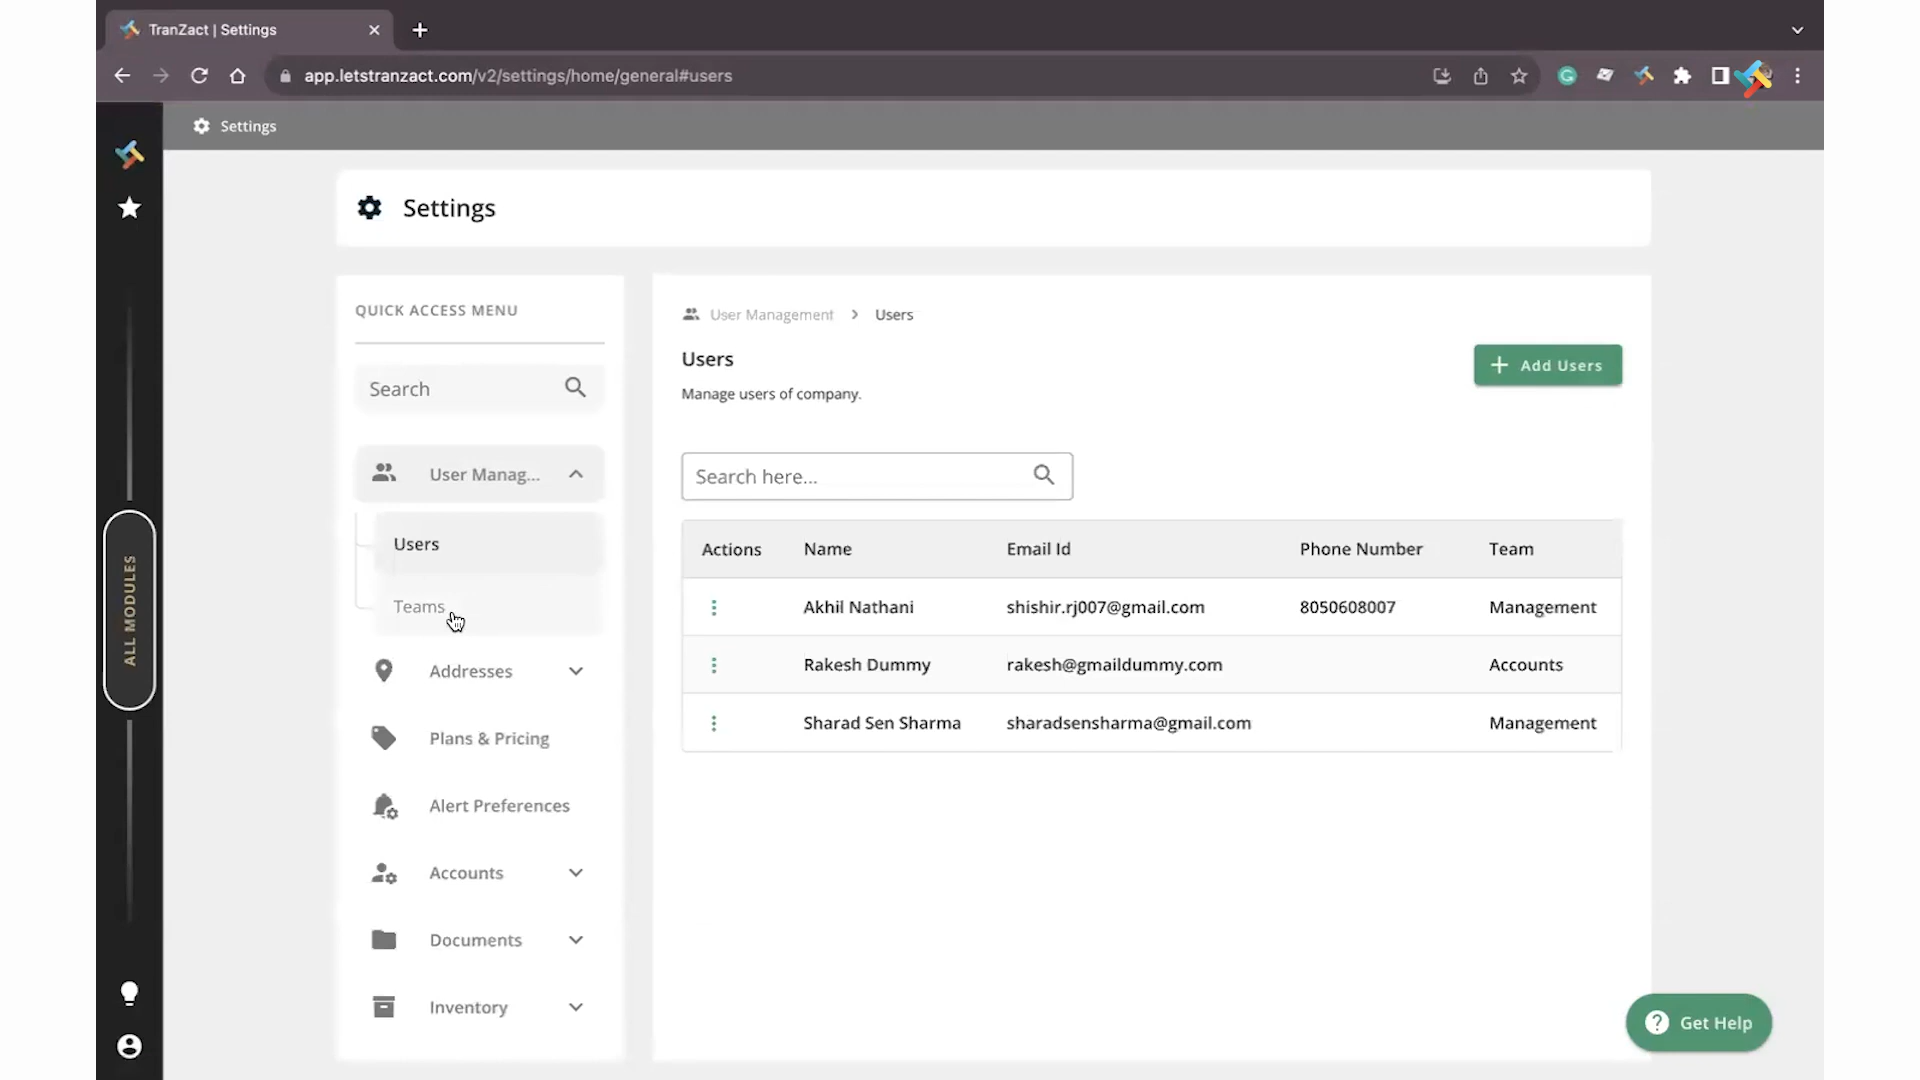 TranZact | Settings
app.letstranzact.com/v2/settings/home/general#users
Settings
Settings
QUICK ACCESS MENU
Search
User Manag...
Users
Teams
Addresses
Plans & Pricing
Alert Preferences
Accounts
Documents
Inventory
ALL MODULES
User Management > Users
Users
Manage users of company.
+ Add Users
Search here...
Actions Name Email Id Phone Number Team
Akhil Nathani shishir.rj007@gmail.com 8050608007 Management
Rakesh Dummy rakesh@gmaildummy.com Accounts
Sharad Sen Sharma sharadsensharma@gmail.com Management
? Get Help